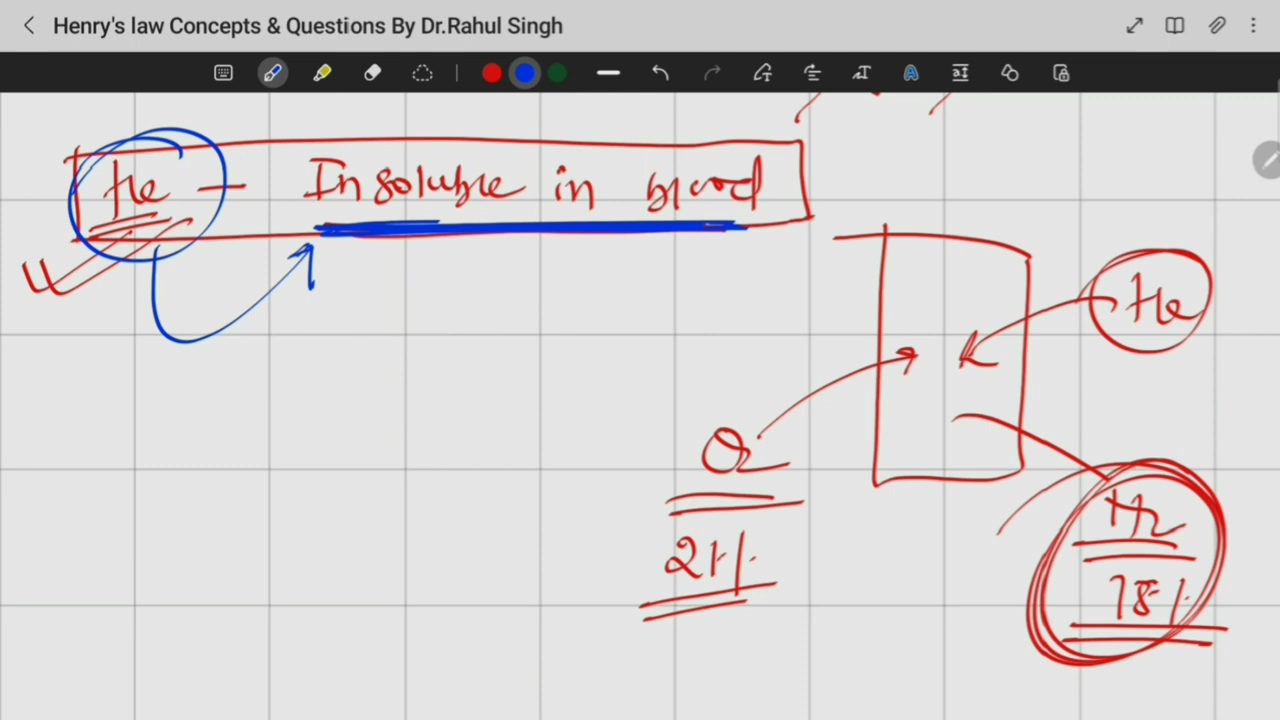 Henry's law Concepts & Questions By Dr.Rahul Singh
He - Insoluble in blood
He
O2
21%
N2
78%